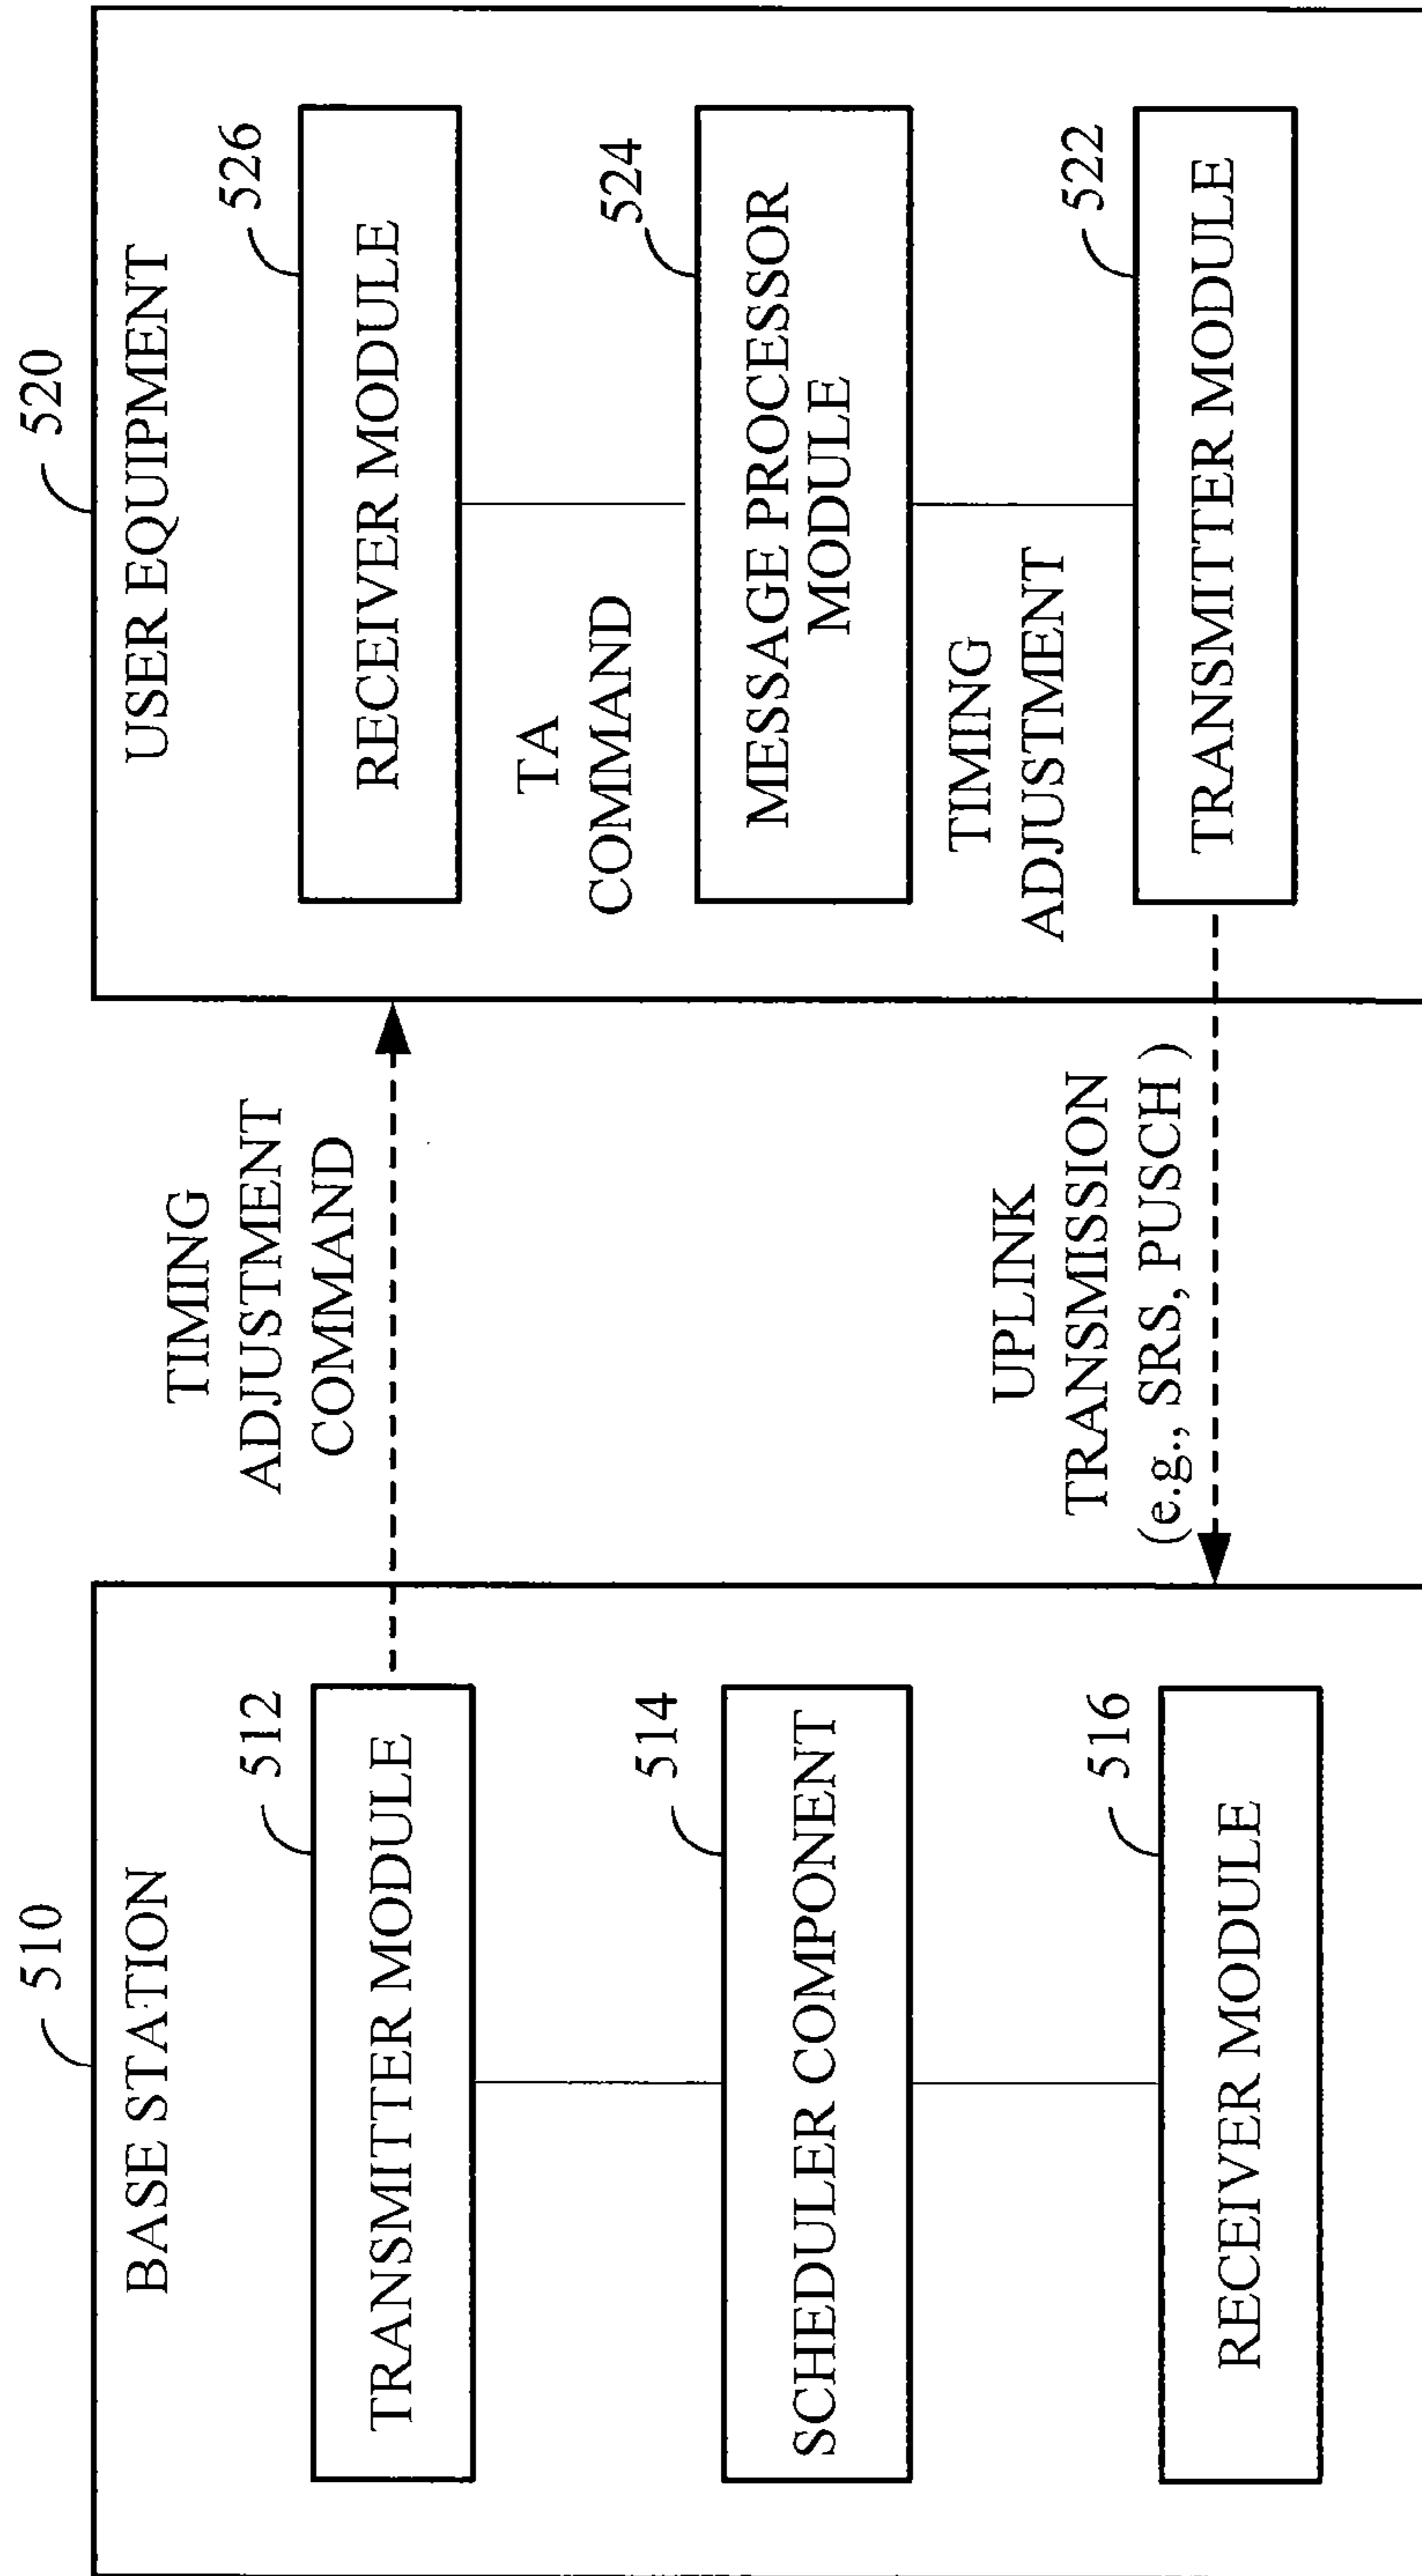 510
BASE STATION
512
TRANSMITTER MODULE
514
SCHEDULER COMPONENT
516
RECEIVER MODULE
TIMING
ADJUSTMENT
COMMAND
UPLINK
TRANSMISSION
(e.g., SRS, PUSCH )
520
USER EQUIPMENT
526
RECEIVER MODULE
TA
COMMAND
524
MESSAGE PROCESSOR
MODULE
TIMING
ADJUSTMENT
522
TRANSMITTER MODULE